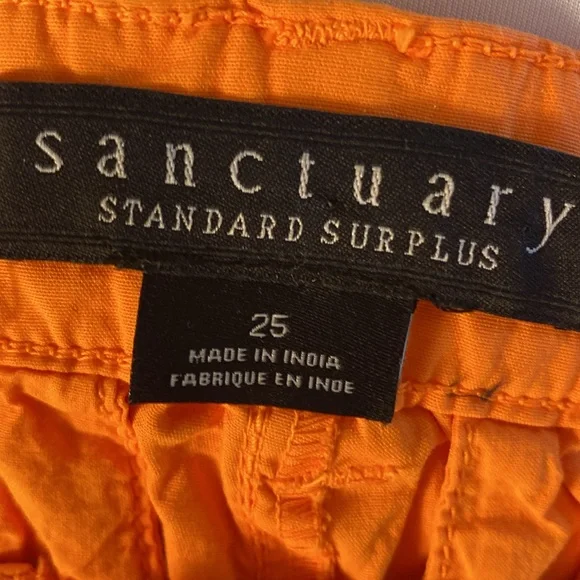 sanctuary
STANDARD SURPLUS
25
MADE IN INDIA
FABRIQUE EN INDE